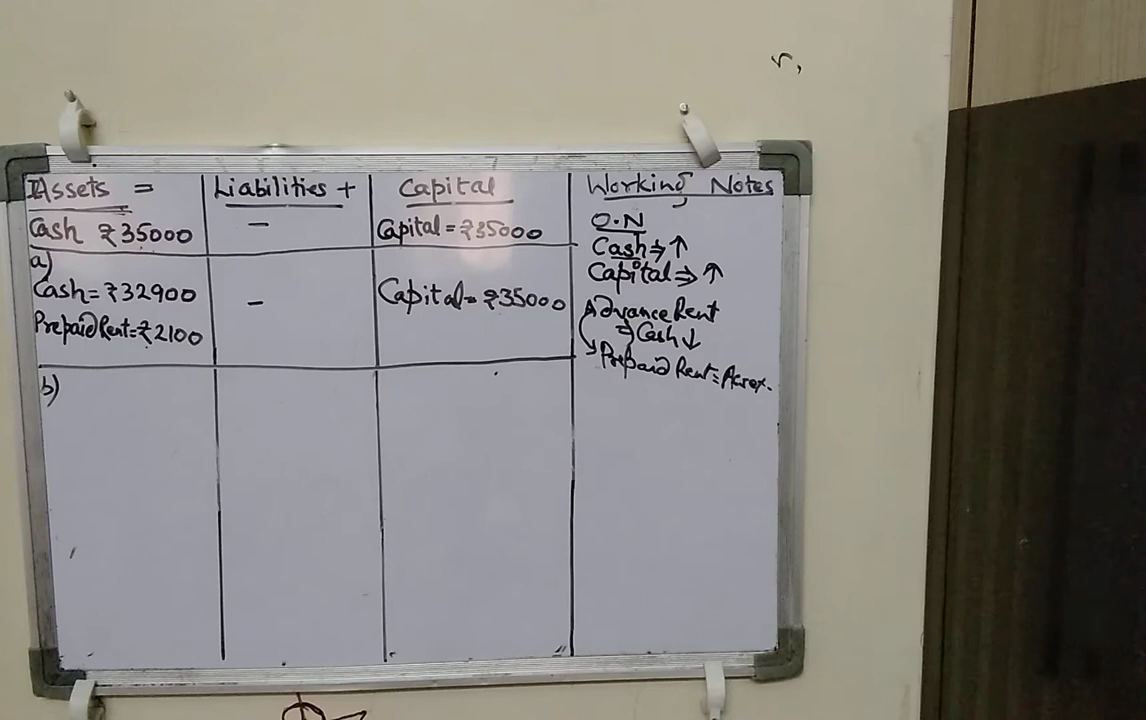 Assets = Liabilities + Capital Working Notes
Cash ₹35000 — Capital = ₹35000 O.N
Cash ⇒ ↑
Capital ⇒ ↑
a)
Cash = ₹32900 — Capital = ₹35000
Prepaid Rent = ₹2100
Advance Rent
⇒ Cash ↓
Prepaid Rent =
b)